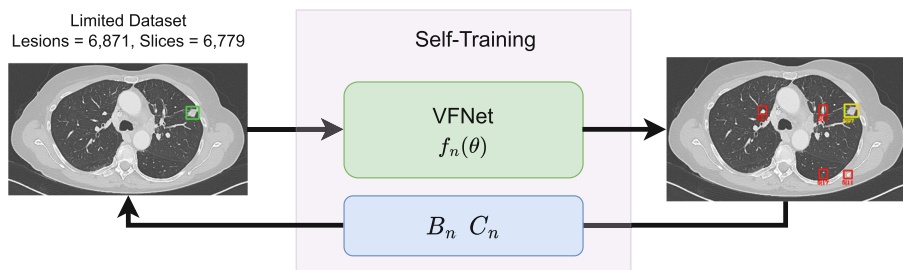 Limited Dataset
Lesions = 6,871, Slices = 6,779
Self-Training
VFNet
fₙ(θ)
Bₙ Cₙ